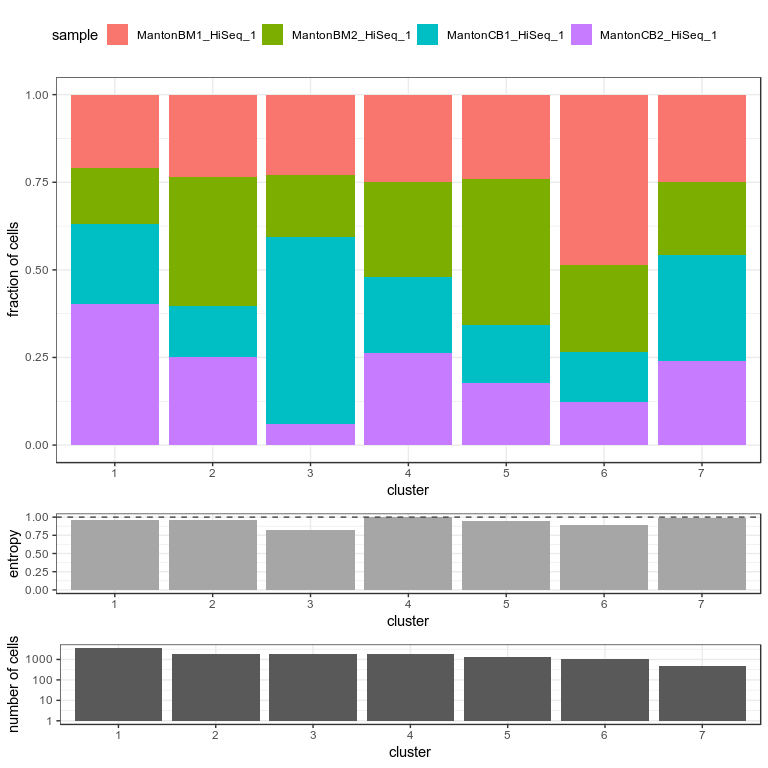 sample MantonBM1_HiSeq_1 MantonBM2_HiSeq_1 MantonCB1_HiSeq_1 MantonCB2_HiSeq_1
1.00
0.75
0.50
0.25
0.00
fraction of cells
1 2 3 4 5 6 7
cluster
1.00
0.75
0.50
0.25
0.00
entropy
1 2 3 4 5 6 7
cluster
1000
100
10
1
number of cells
1 2 3 4 5 6 7
cluster